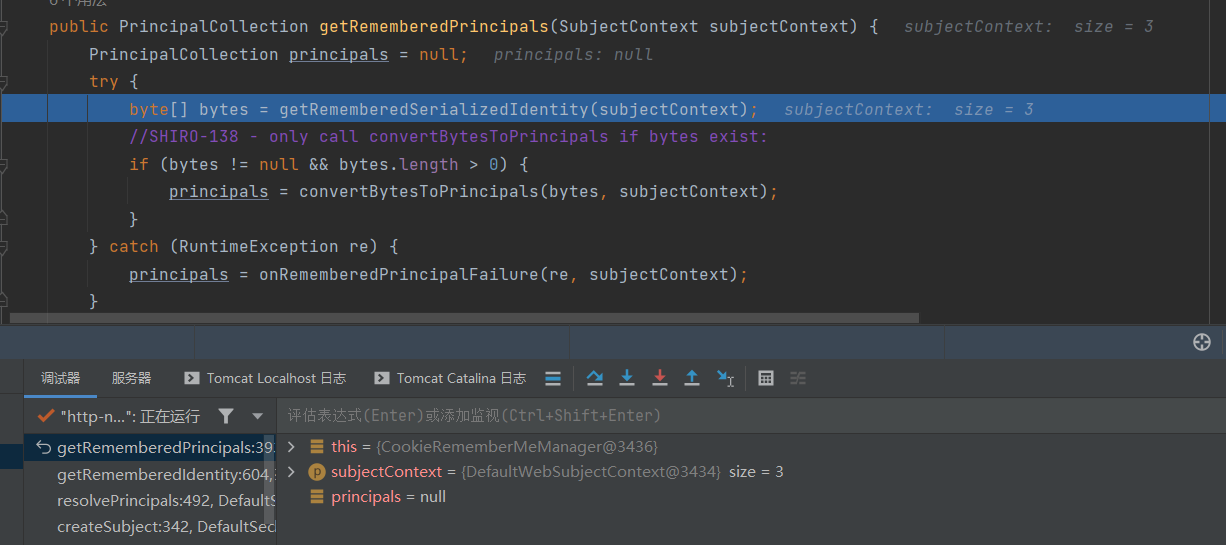 public PrincipalCollection getRememberedPrincipals(SubjectContext subjectContext) { subjectContext: size = 3
PrincipalCollection principals = null; principals: null
try {
byte[] bytes = getRememberedSerializedIdentity(subjectContext); subjectContext: size = 3
//SHIRO-138 - only call convertBytesToPrincipals if bytes exist:
if (bytes != null && bytes.length > 0) {
principals = convertBytesToPrincipals(bytes, subjectContext);
}
} catch (RuntimeException re) {
principals = onRememberedPrincipalFailure(re, subjectContext);
}
调试器 服务器 Tomcat Localhost 日志 Tomcat Catalina 日志
"http-n...": 正在运行
评估表达式(Enter)或添加监视(Ctrl+Shift+Enter)
getRememberedPrincipals:39
getRememberedIdentity:604,
resolvePrincipals:492, DefaultS
createSubject:342, DefaultSec
this = {CookieRememberMeManager@3436}
p subjectContext = {DefaultWebSubjectContext@3434} size = 3
principals = null